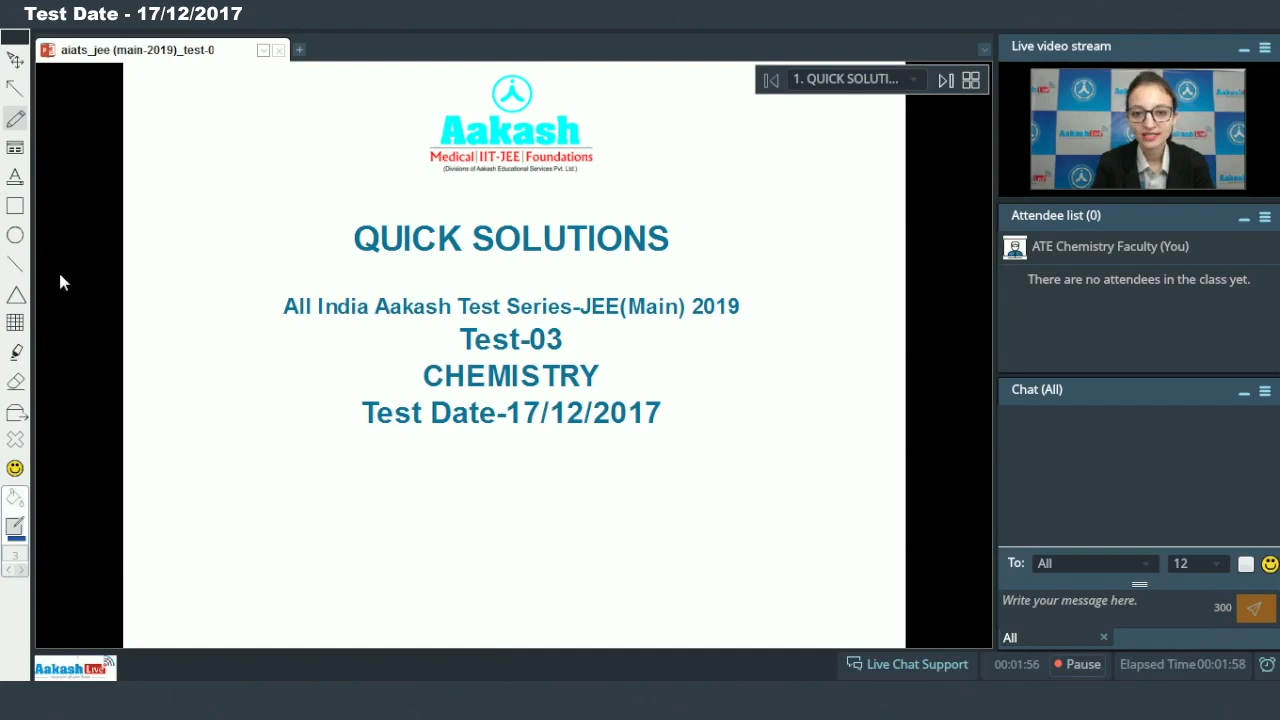 Test Date - 17/12/2017
aiats_jee (main-2019)_test-0
1. QUICK SOLUTI...
Aakash
Medical|IIT-JEE|Foundations
(Divisions of Aakash Educational Services Pvt. Ltd.)
QUICK SOLUTIONS
All India Aakash Test Series-JEE(Main) 2019
Test-03
CHEMISTRY
Test Date-17/12/2017
3
Aakash Live
Live video stream
AakashLive
Attendee list (0)
ATE Chemistry Faculty (You)
There are no attendees in the class yet.
Chat (All)
To: All 12
Write your message here.
300
All
Live Chat Support
00:01:56
Pause
Elapsed Time 00:01:58